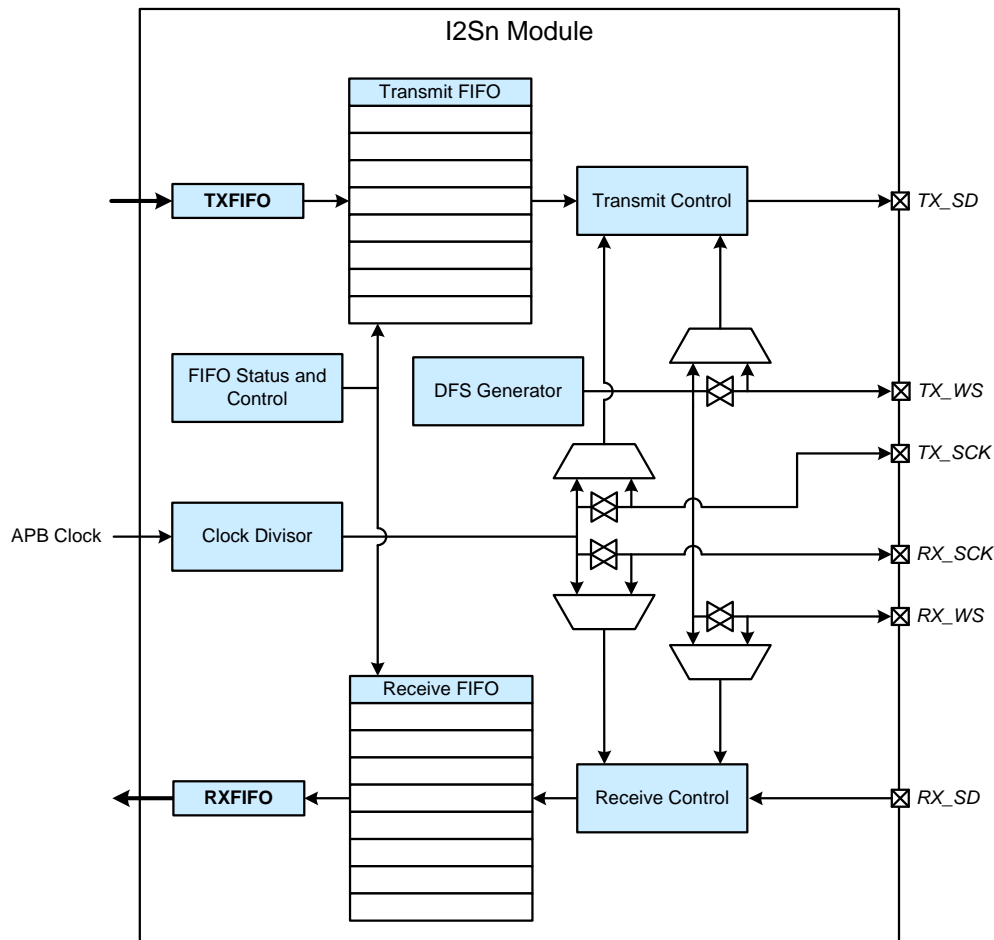 I2Sn Module
Transmit FIFO
TXFIFO
Transmit Control
TX_SD
FIFO Status and
Control
DFS Generator
TX_WS
TX_SCK
APB Clock
Clock Divisor
RX_SCK
RX_WS
Receive FIFO
RXFIFO
Receive Control
RX_SD